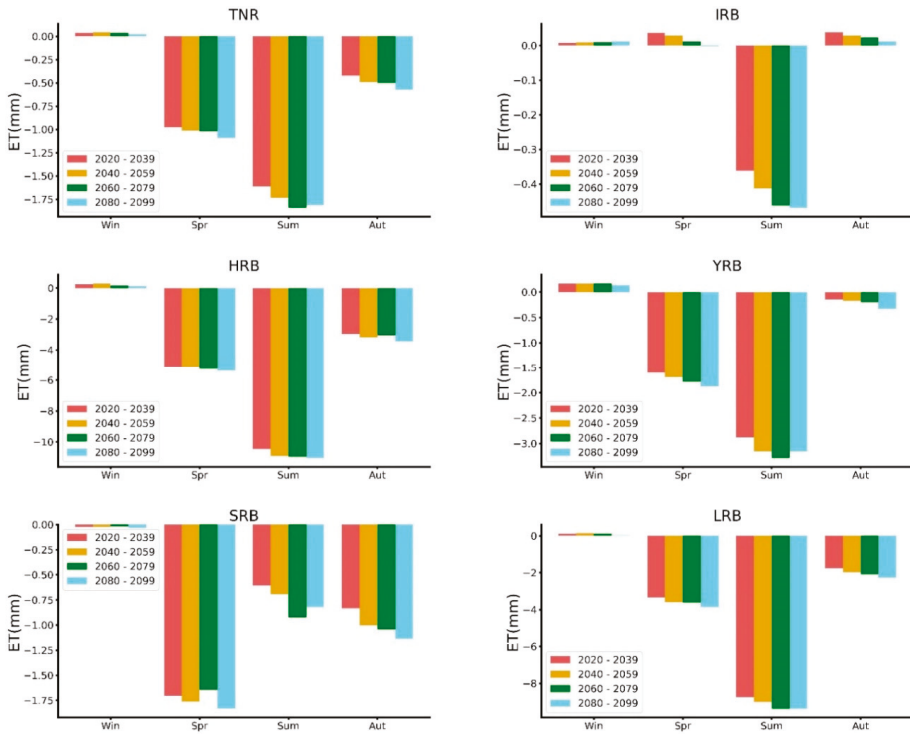 TNR
ET(mm)
0.00
−0.25
−0.50
−0.75
−1.00
−1.25
−1.50
−1.75
2020 - 2039
2040 - 2059
2060 - 2079
2080 - 2099
Win Spr Sum Aut
IRB
ET(mm)
0.0
−0.1
−0.2
−0.3
−0.4
2020 - 2039
2040 - 2059
2060 - 2079
2080 - 2099
Win Spr Sum Aut
HRB
ET(mm)
0
−2
−4
−6
−8
−10
2020 - 2039
2040 - 2059
2060 - 2079
2080 - 2099
Win Spr Sum Aut
YRB
ET(mm)
0.0
−0.5
−1.0
−1.5
−2.0
−2.5
−3.0
2020 - 2039
2040 - 2059
2060 - 2079
2080 - 2099
Win Spr Sum Aut
SRB
ET(mm)
0.00
−0.25
−0.50
−0.75
−1.00
−1.25
−1.50
−1.75
2020 - 2039
2040 - 2059
2060 - 2079
2080 - 2099
Win Spr Sum Aut
LRB
ET(mm)
0
−2
−4
−6
−8
2020 - 2039
2040 - 2059
2060 - 2079
2080 - 2099
Win Spr Sum Aut